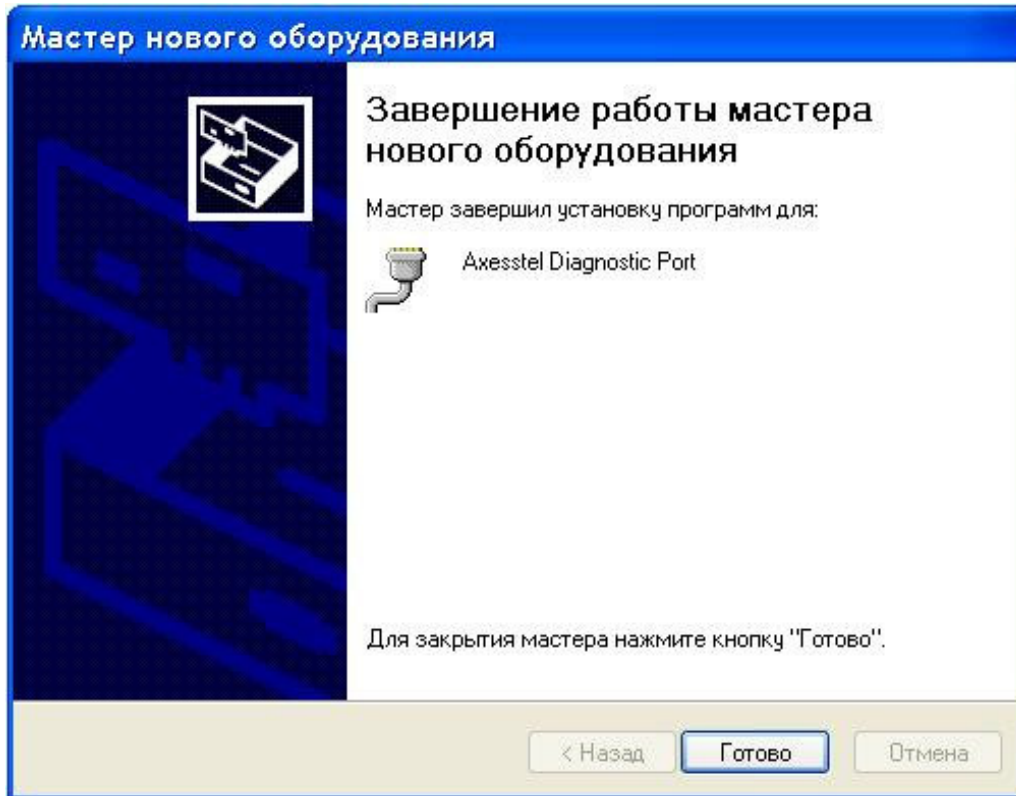 Мастер нового оборудования
Завершение работы мастера
нового оборудования
Мастер завершил установку программ для:
Axesstel Diagnostic Port
Для закрытия мастера нажмите кнопку "Готово".
< Назад
Готово
Отмена